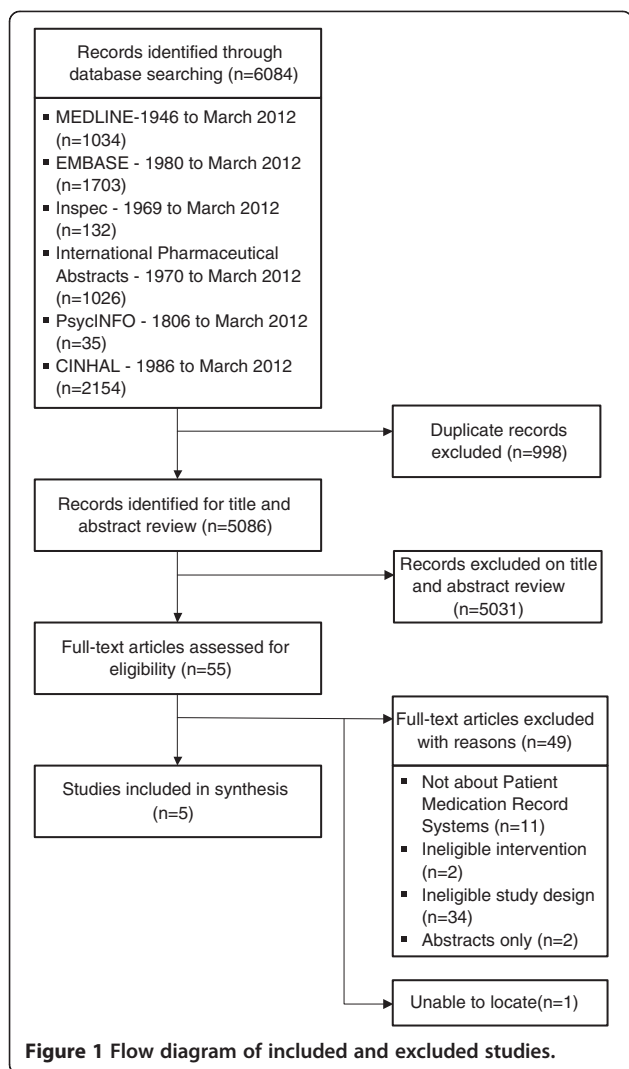 Records identified through
database searching (n=6084)
▪ MEDLINE-1946 to March 2012
(n=1034)
▪ EMBASE - 1980 to March 2012
(n=1703)
▪ Inspec - 1969 to March 2012
(n=132)
▪ International Pharmaceutical
Abstracts - 1970 to March 2012
(n=1026)
▪ PsycINFO - 1806 to March 2012
(n=35)
▪ CINHAL - 1986 to March 2012
(n=2154)
Duplicate records
excluded (n=998)
Records identified for title and
abstract review (n=5086)
Records excluded on title
and abstract review
(n=5031)
Full-text articles assessed for
eligibility (n=55)
Full-text articles excluded
with reasons (n=49)
▪ Not about Patient
Medication Record
Systems (n=11)
▪ Ineligible intervention
(n=2)
▪ Ineligible study design
(n=34)
▪ Abstracts only (n=2)
Studies included in synthesis
(n=5)
Unable to locate(n=1)
Figure 1 Flow diagram of included and excluded studies.